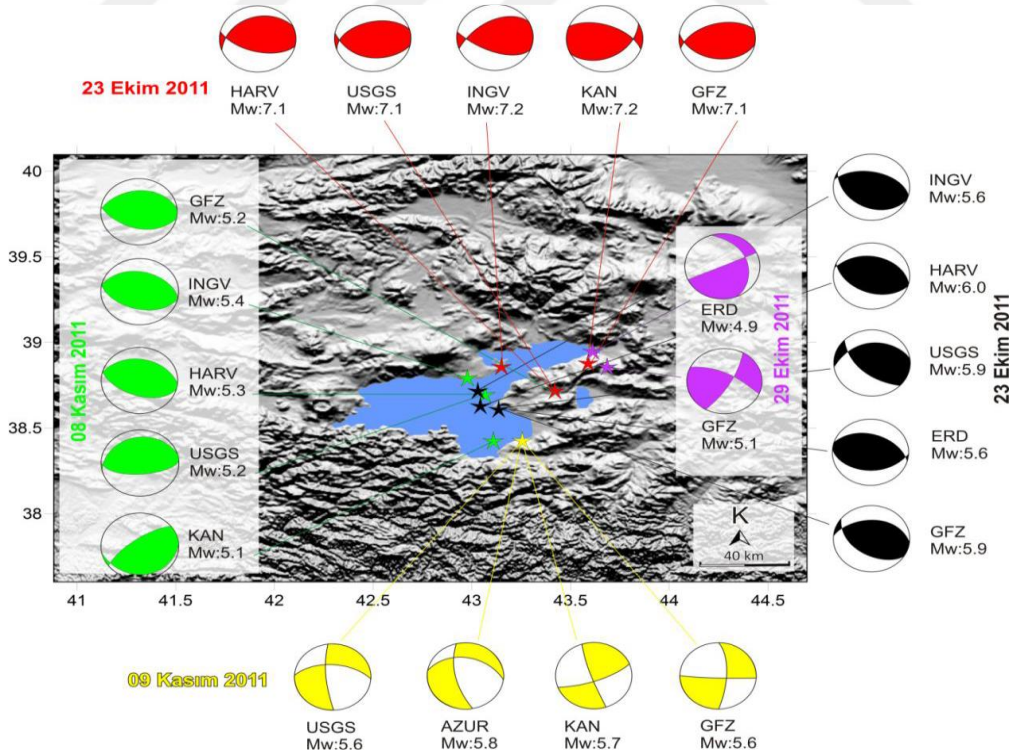 HARV
Mw:7.1
USGS
Mw:7.1
INGV
Mw:7.2
KAN
Mw:7.2
GFZ
Mw:7.1
23 Ekim 2011
40
39.5
39
38.5
38
41
41.5
42
42.5
43
43.5
44
44.5
08 Kasım 2011
GFZ
Mw:5.2
INGV
Mw:5.4
HARV
Mw:5.3
USGS
Mw:5.2
KAN
Mw:5.1
ERD
Mw:4.9
GFZ
Mw:5.1
29 Ekim 2011
K
40 km
INGV
Mw:5.6
HARV
Mw:6.0
USGS
Mw:5.9
ERD
Mw:5.6
GFZ
Mw:5.9
23 Ekim 2011
09 Kasım 2011
USGS
Mw:5.6
AZUR
Mw:5.8
KAN
Mw:5.7
GFZ
Mw:5.6